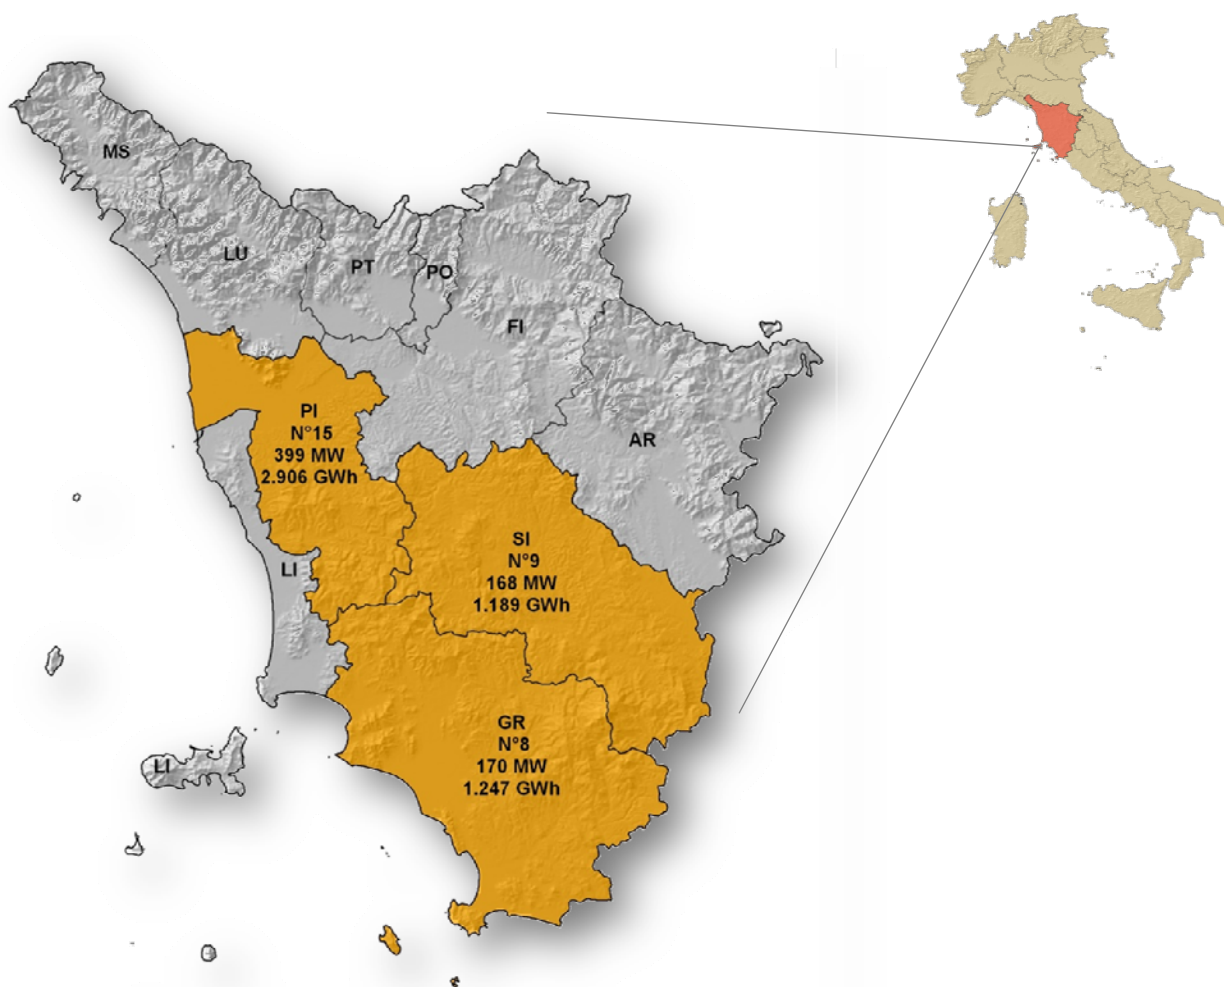 MS
LU
PT
PO
FI
AR
PI
N°15
399 MW
2.906 GWh
SI
N°9
168 MW
1.189 GWh
LI
GR
N°8
170 MW
1.247 GWh
LI